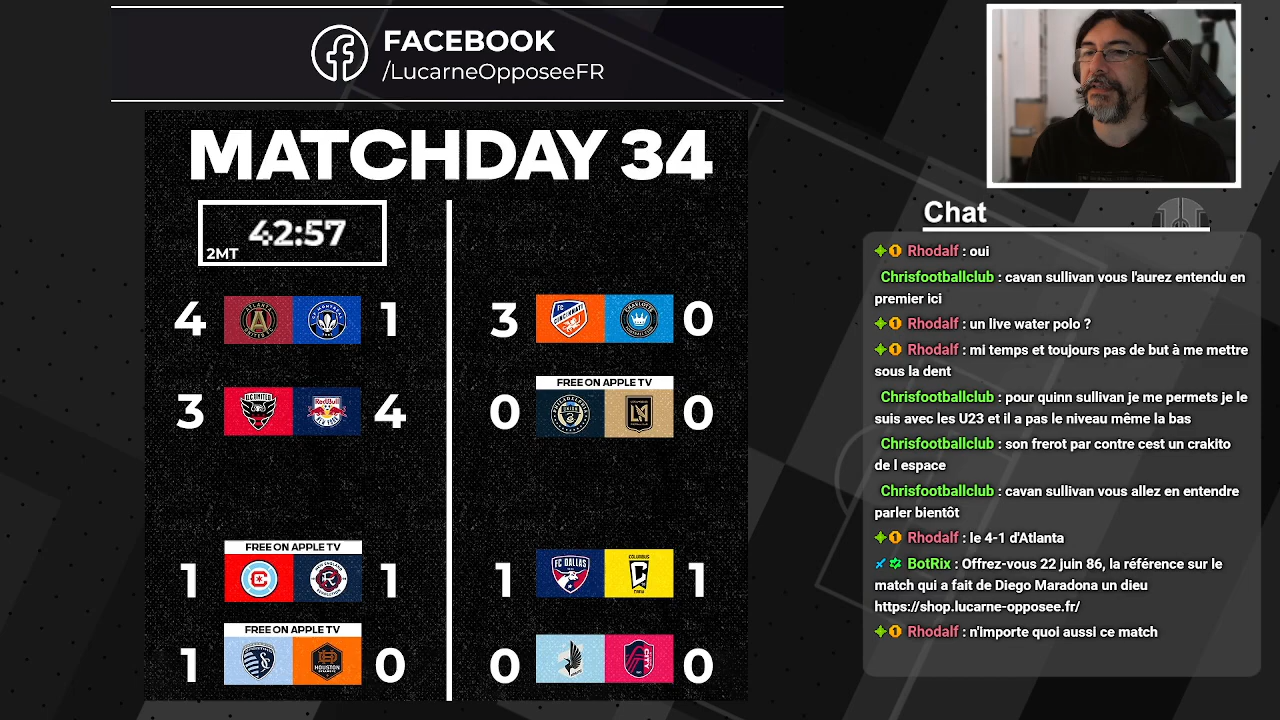 FACEBOOK
/LucarneOpposeeFR
MATCHDAY 34
42:57
2MT
4 1
3 0
3 4
FREE ON APPLE TV
0 0
FREE ON APPLE TV
1 1
1 1
FREE ON APPLE TV
1 0
0 0
Chat
Rhodalf : oui
Chrisfootballclub : cavan sullivan vous l'aurez entendu en
premier ici
Rhodalf : un live water polo ?
Rhodalf : mi temps et toujours pas de but à me mettre
sous la dent
Chrisfootballclub : pour quinn sullivan je me permets je le
suis avec les U23 et il a pas le niveau même la bas
Chrisfootballclub : son frerot par contre cest un crakito
de l espace
Chrisfootballclub : cavan sullivan vous allez en entendre
parler bientôt
Rhodalf : le 4-1 d'Atlanta
BotRix : Offrez-vous 22 juin 86, la référence sur le
match qui a fait de Diego Maradona un dieu
https://shop.lucarne-opposee.fr/
Rhodalf : n'importe quoi aussi ce match